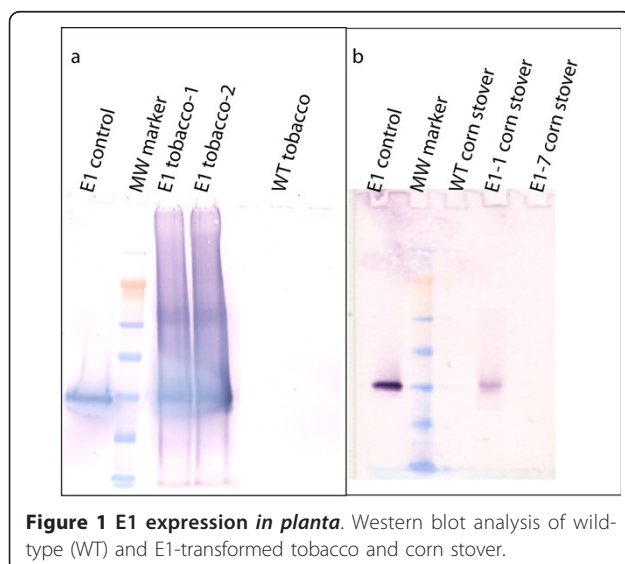 a
E1 control
MW marker
E1 tobacco-1
E1 tobacco-2
WT tobacco
b
E1 control
MW marker
WT corn stover
E1-1 corn stover
E1-7 corn stover
Figure 1 E1 expression in planta. Western blot analysis of wild-
type (WT) and E1-transformed tobacco and corn stover.